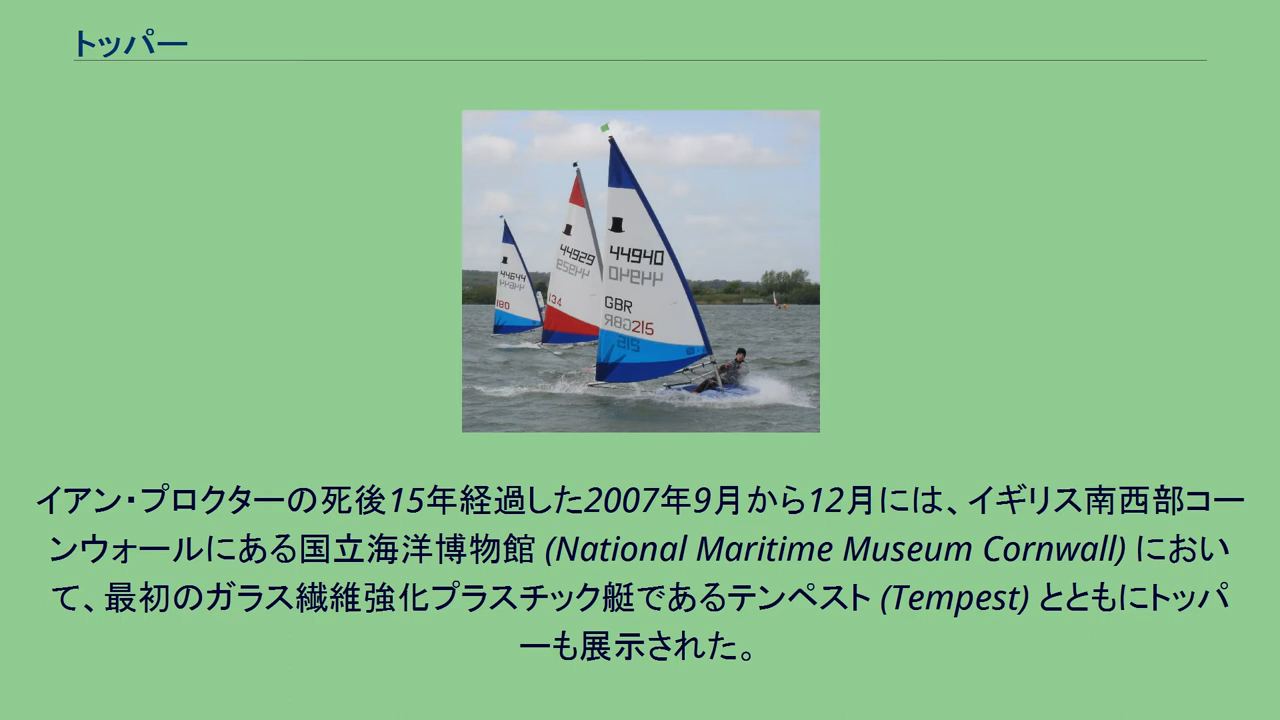 トッパー
44940
44929
44644
GBR
134
180
215
イアン・プロクターの死後15年経過した2007年9月から12月には、イギリス南西部コー
ンウォールにある国立海洋博物館 (National Maritime Museum Cornwall) におい
て、最初のガラス繊維強化プラスチック艇であるテンペスト (Tempest) とともにトッパ
ーも展示された。